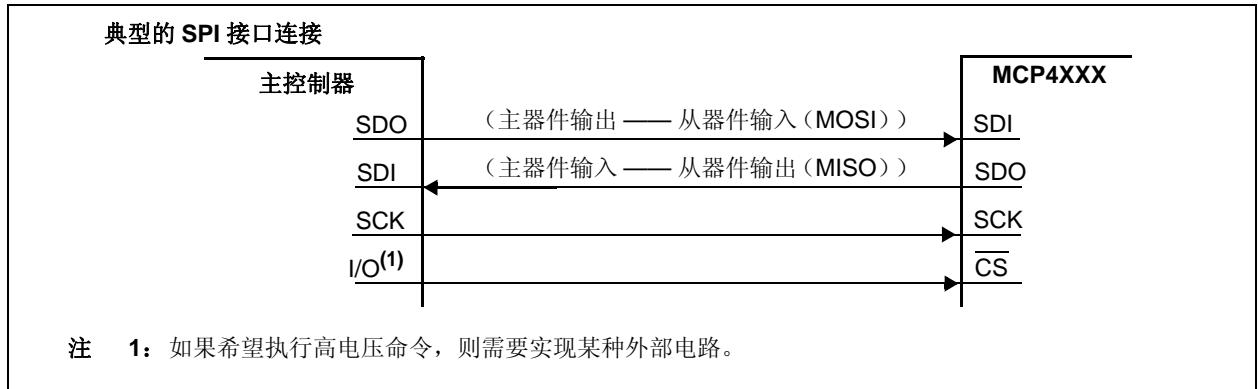 典型的 SPI 接口连接
主控制器
MCP4XXX
SDO (主器件输出 —— 从器件输入(MOSI)) SDI
SDI (主器件输入 —— 从器件输出(MISO)) SDO
SCK SCK
I/O(1) CS
注 1:如果希望执行高电压命令,则需要实现某种外部电路。